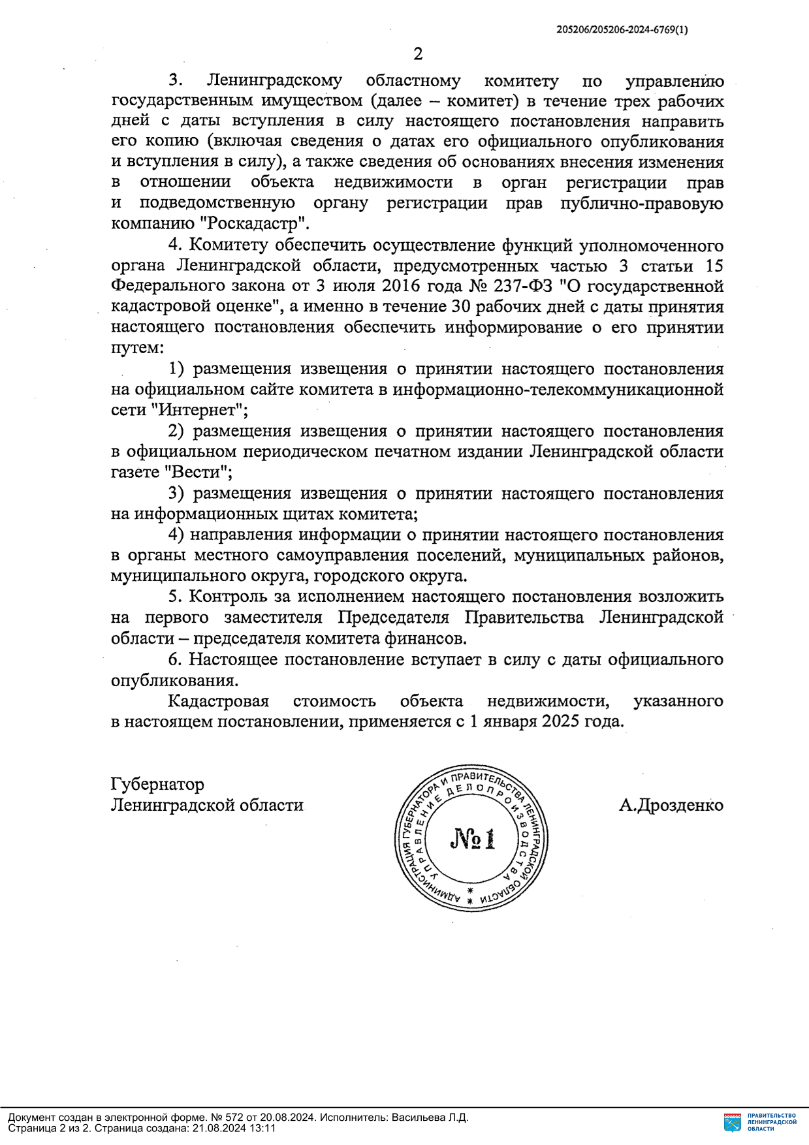 205206/205206-2024-6769(1)
2
3. Ленинградскому областному комитету по управлению
государственным имуществом (далее – комитет) в течение трех рабочих
дней с даты вступления в силу настоящего постановления направить
его копию (включая сведения о датах его официального опубликования
и вступления в силу), а также сведения об основаниях внесения изменения
в отношении объекта недвижимости в орган регистрации прав
и подведомственную органу регистрации прав публично-правовую
компанию "Роскадастр".
4. Комитету обеспечить осуществление функций уполномоченного
органа Ленинградской области, предусмотренных частью 3 статьи 15
Федерального закона от 3 июля 2016 года № 237-ФЗ "О государственной
кадастровой оценке", а именно в течение 30 рабочих дней с даты принятия
настоящего постановления обеспечить информирование о его принятии
путем:
1) размещения извещения о принятии настоящего постановления
на официальном сайте комитета в информационно-телекоммуникационной
сети "Интернет";
2) размещения извещения о принятии настоящего постановления
в официальном периодическом печатном издании Ленинградской области
газете "Вести";
3) размещения извещения о принятии настоящего постановления
на информационных щитах комитета;
4) направления информации о принятии настоящего постановления
в органы местного самоуправления поселений, муниципальных районов,
муниципального округа, городского округа.
5. Контроль за исполнением настоящего постановления возложить
на первого заместителя Председателя Правительства Ленинградской
области – председателя комитета финансов.
6. Настоящее постановление вступает в силу с даты официального
опубликования.
Кадастровая стоимость объекта недвижимости, указанного
в настоящем постановлении, применяется с 1 января 2025 года.
Губернатор
Ленинградской области
А.Дрозденко
АДМИНИСТРАЦИЯ ГУБЕРНАТОРА И ПРАВИТЕЛЬСТВА ЛЕНИНГРАДСКОЙ ОБЛАСТИ *
УПРАВЛЕНИЕ ДЕЛОПРОИЗВОДСТВА *
№1
Документ создан в электронной форме. № 572 от 20.08.2024. Исполнитель: Васильева Л.Д.
Страница 2 из 2. Страница создана: 21.08.2024 13:11
ПРАВИТЕЛЬСТВО
ЛЕНИНГРАДСКОЙ
ОБЛАСТИ